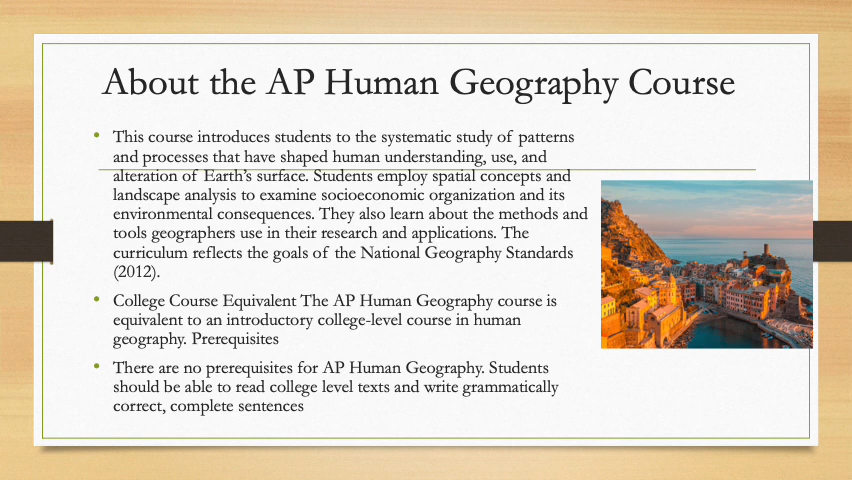 About the AP Human Geography Course
• This course introduces students to the systematic study of patterns
and processes that have shaped human understanding, use, and
alteration of Earth’s surface. Students employ spatial concepts and
landscape analysis to examine socioeconomic organization and its
environmental consequences. They also learn about the methods and
tools geographers use in their research and applications. The
curriculum reflects the goals of the National Geography Standards
(2012).
• College Course Equivalent The AP Human Geography course is
equivalent to an introductory college-level course in human
geography. Prerequisites
• There are no prerequisites for AP Human Geography. Students
should be able to read college level texts and write grammatically
correct, complete sentences